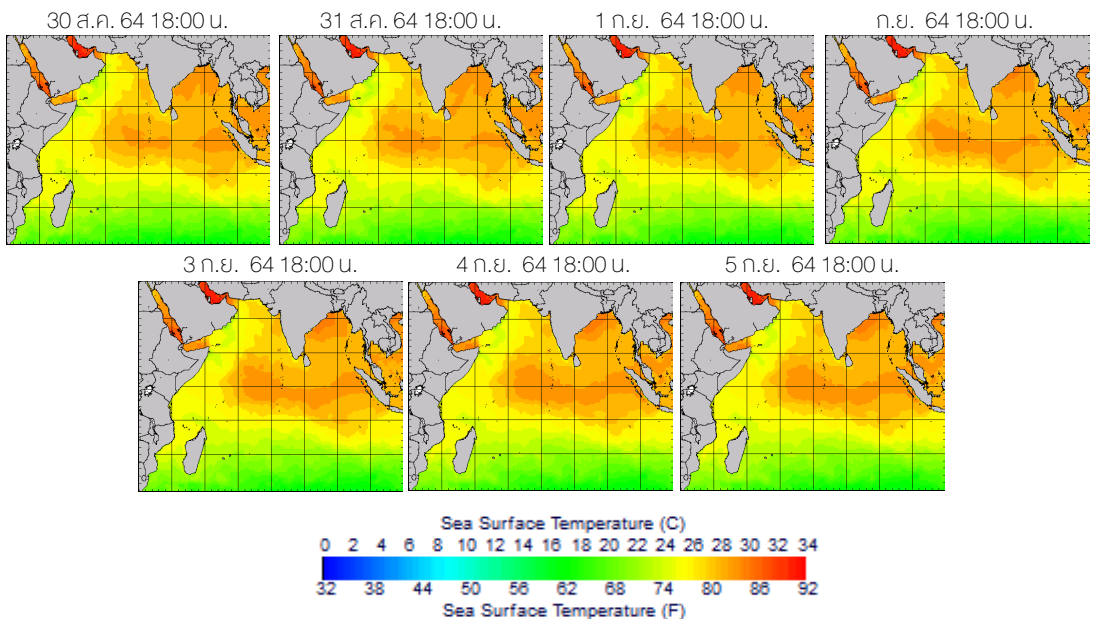 30 ส.ค. 64 18:00 น.
31 ส.ค. 64 18:00 น.
1 ก.ย. 64 18:00 น.
ก.ย. 64 18:00 น.
3 ก.ย. 64 18:00 น.
4 ก.ย. 64 18:00 น.
5 ก.ย. 64 18:00 น.
Sea Surface Temperature (C)
0 2 4 6 8 10 12 14 16 18 20 22 24 26 28 30 32 34
32 38 44 50 56 62 68 74 80 86 92
Sea Surface Temperature (F)